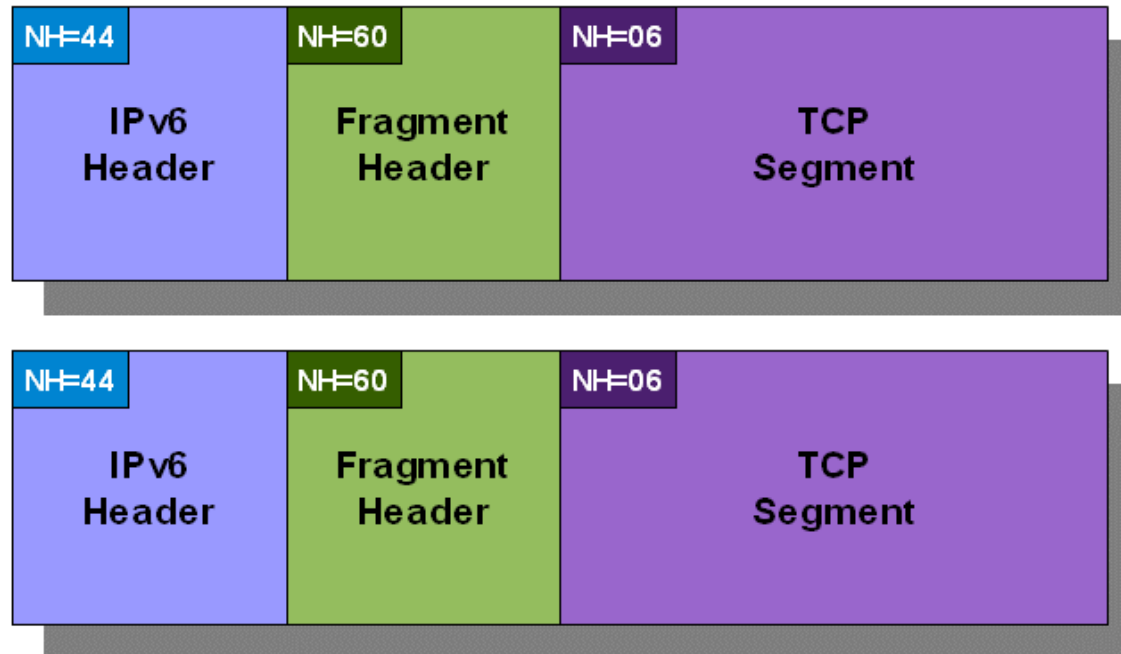 NH=44
NH=60
NH=06
IPv6
Header
Fragment
Header
TCP
Segment
NH=44
NH=60
NH=06
IPv6
Header
Fragment
Header
TCP
Segment